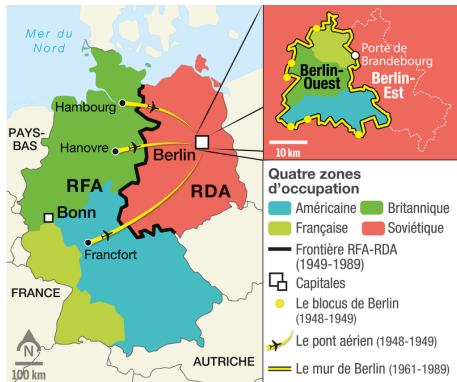 Mer du
Nord
Hambourg
PAYS-
BAS
Hanovre
Berlin
RFA
RDA
Bonn
Francfort
FRANCE
AUTRICHE
N
100 km
Porte de
Brandebourg
Berlin-
Ouest
Berlin-
Est
10 km
Quatre zones
d'occupation
Américaine
Britannique
Française
Soviétique
Frontière RFA-RDA
(1949-1989)
Capitales
Le blocus de Berlin
(1948-1949)
Le pont aérien (1948-1949)
Le mur de Berlin (1961-1989)